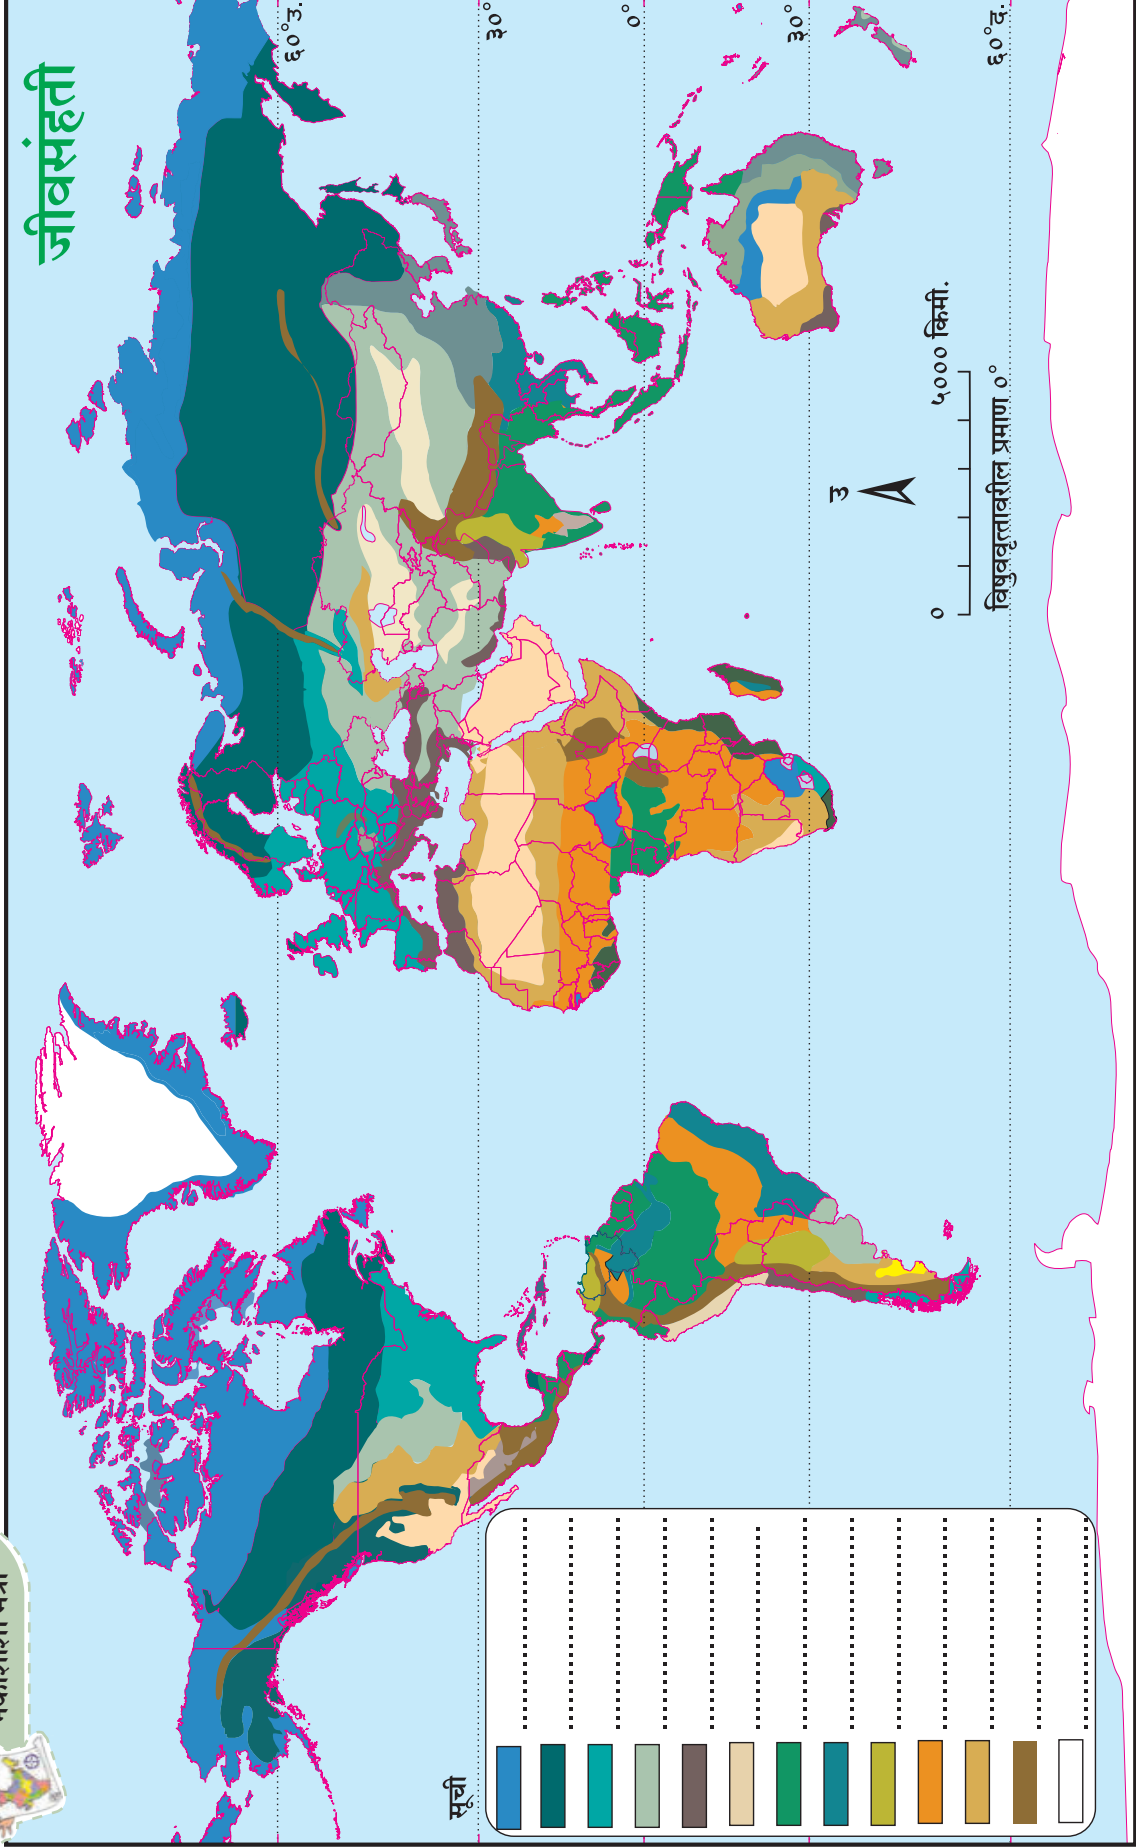 जीवसंहती
६०°उ.
३०°
०°
३०°
६०°द.
उ
० ५००० किमी.
विषुववृत्तावरील प्रमाण ०°
सूची